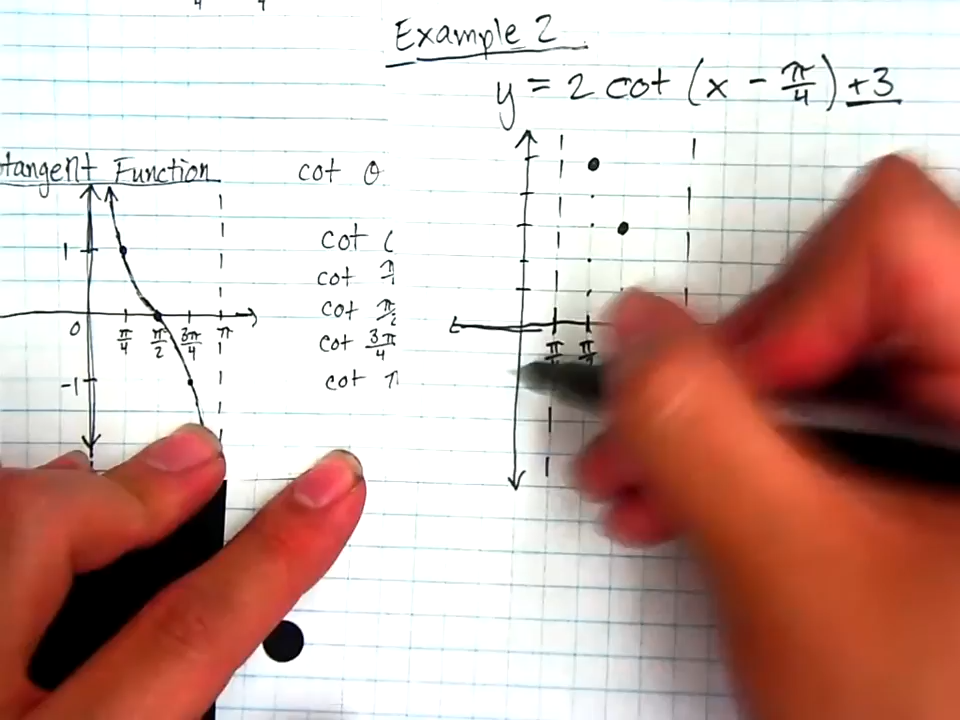 Example 2
y = 2 cot (x - π/4) +3
tangent Function
cot θ
1
cot
cot
cot π/2
cot 3π/4
cot π
0
π/4 π/2 3π/4 π
-1
π/4 π